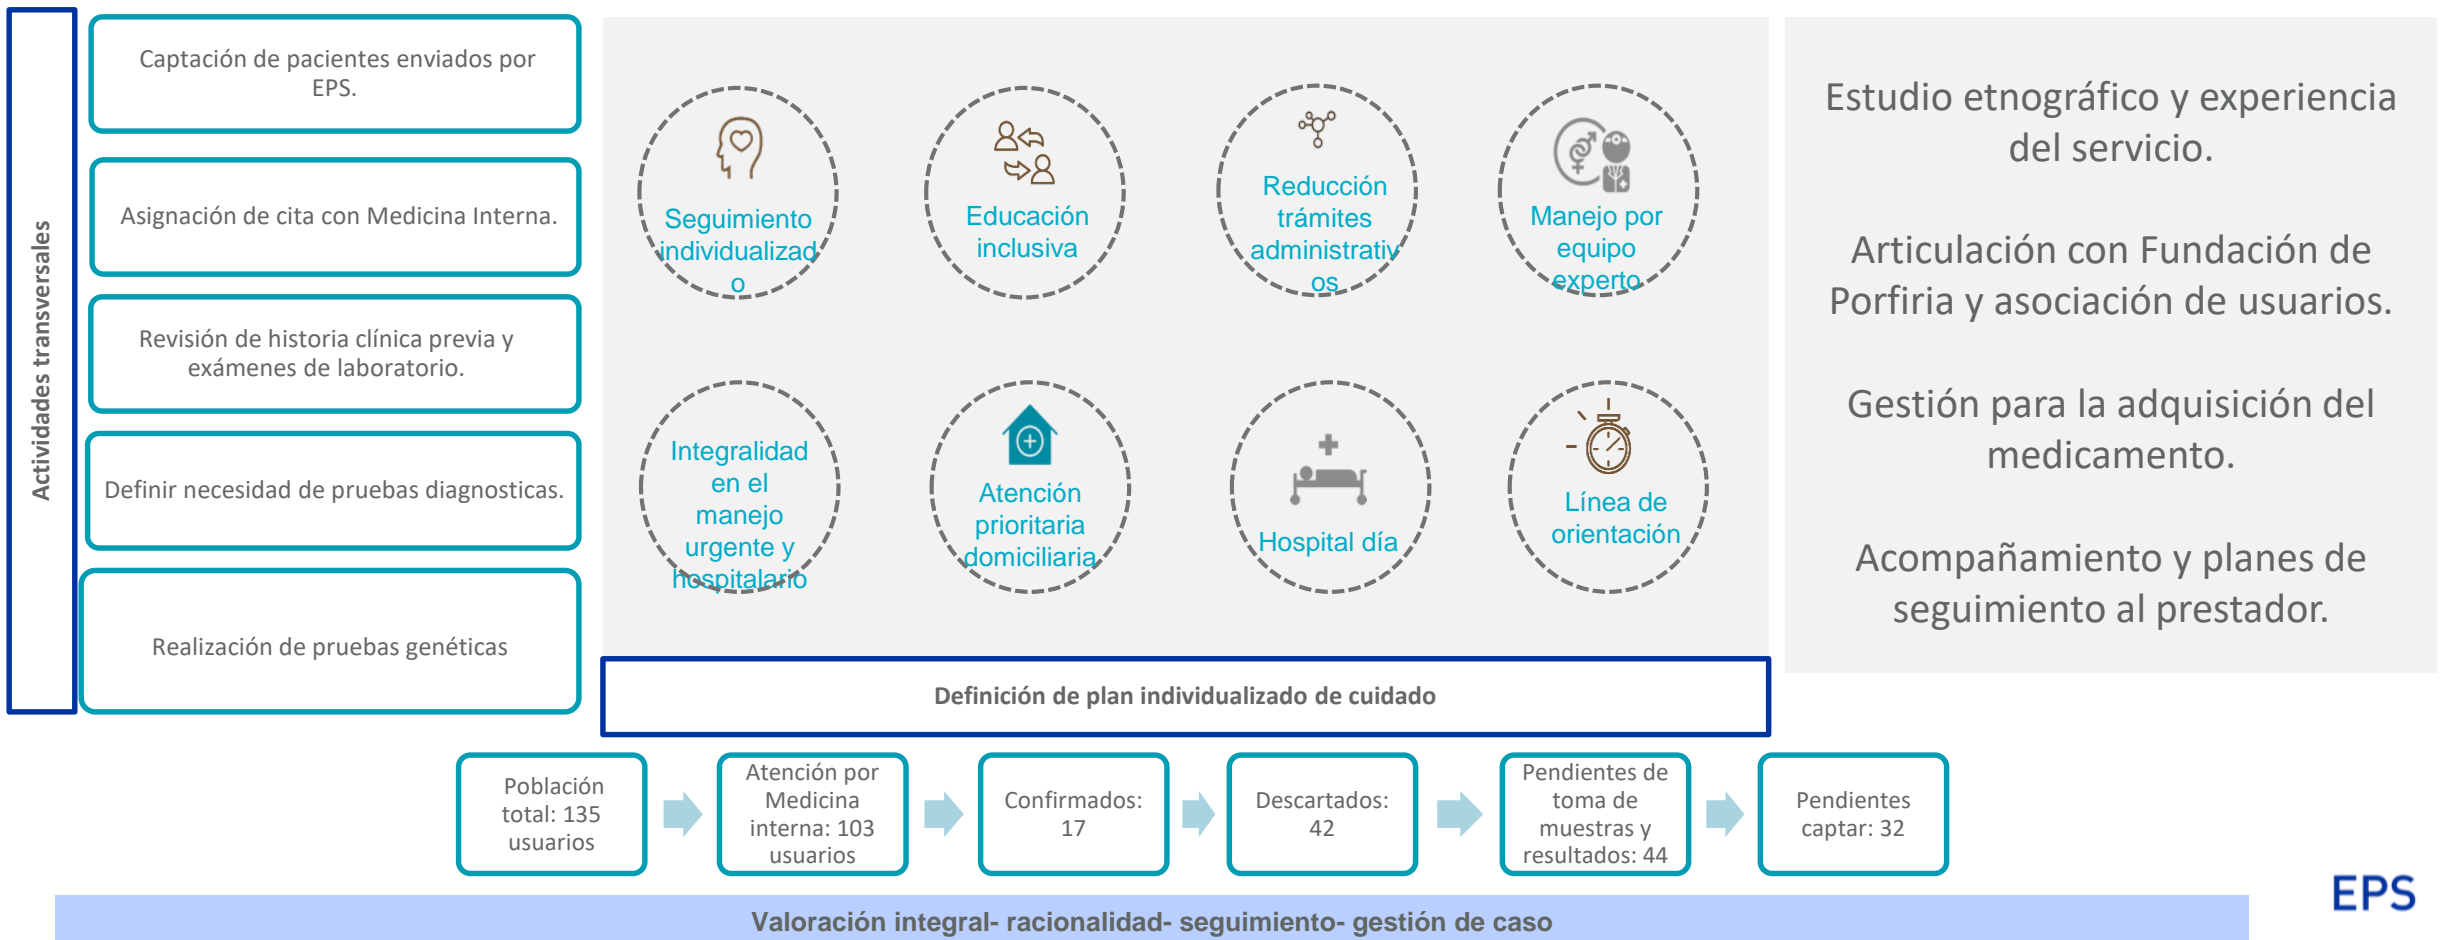 Actividades transversales
Captación de pacientes enviados por
EPS.
Asignación de cita con Medicina Interna.
Revisión de historia clínica previa y
exámenes de laboratorio.
Definir necesidad de pruebas diagnosticas.
Realización de pruebas genéticas
Seguimiento
individualizad
o
Educación
inclusiva
Reducción
trámites
administrativ
os
Manejo por
equipo
experto
Integralidad
en el
manejo
urgente y
hospitalario
Atención
prioritaria
domiciliaria
Hospital día
Línea de
orientación
Definición de plan individualizado de cuidado
Estudio etnográfico y experiencia
del servicio.
Articulación con Fundación de
Porfiria y asociación de usuarios.
Gestión para la adquisición del
medicamento.
Acompañamiento y planes de
seguimiento al prestador.
Población
total: 135
usuarios
Atención por
Medicina
interna: 103
usuarios
Confirmados:
17
Descartados:
42
Pendientes de
toma de
muestras y
resultados: 44
Pendientes
captar: 32
EPS
Valoración integral- racionalidad- seguimiento- gestión de caso